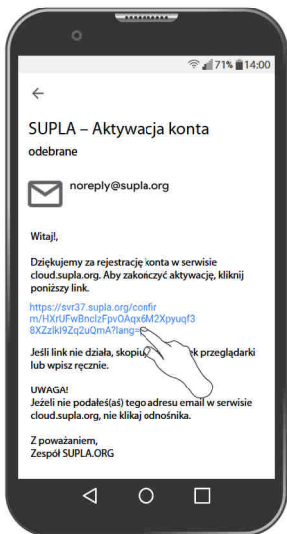 71% 14:00
SUPLA – Aktywacja konta
odebrane
noreply@supla.org
Witaj!,
Dziękujemy za rejestrację konta w serwisie
cloud.supla.org. Aby zakończyć aktywację, kliknij
poniższy link.
https://svr37.supla.org/confir
m/HXrUFwBnclzFpvOAqx6M2Xpyuqf3
8XZzlkI9Zq2uQmA?lang=
Jeśli link nie działa, przeglądarki
lub wpisz ręcznie.
UWAGA!
Jeżeli nie podałeś(aś) tego adresu email w serwisie
cloud.supla.org, nie klikaj odnośnika.
Z poważaniem,
Zespół SUPLA.ORG